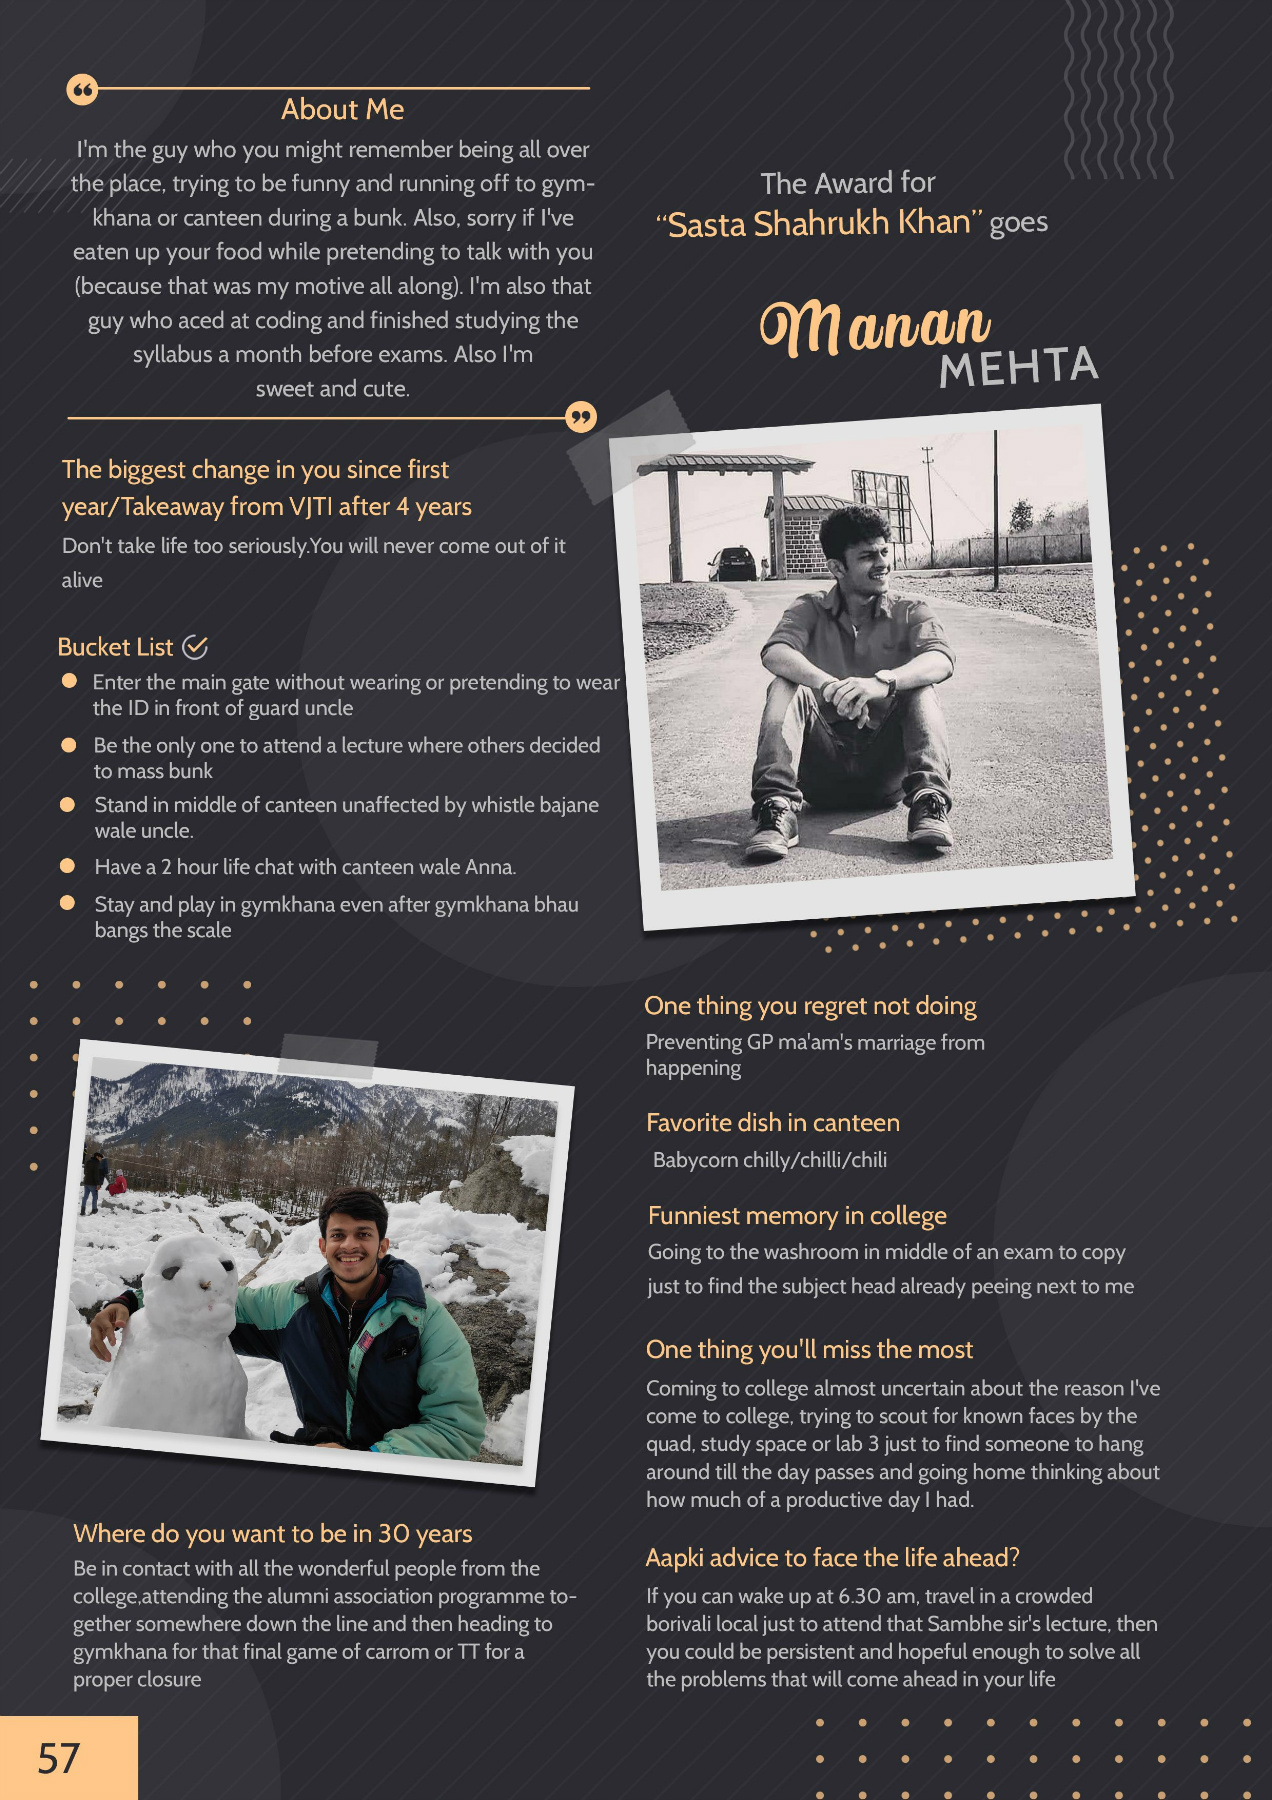 About Me
I'm the guy who you might remember being all over
the place, trying to be funny and running off to gym-
khana or canteen during a bunk. Also, sorry if I've
eaten up your food while pretending to talk with you
(because that was my motive all along). I'm also that
guy who aced at coding and finished studying the
syllabus a month before exams. Also I'm
sweet and cute.
The biggest change in you since first
year/Takeaway from VJTI after 4 years
Don't take life too seriously.You will never come out of it
alive
Bucket List
Enter the main gate without wearing or pretending to wear
the ID in front of guard uncle
Be the only one to attend a lecture where others decided
to mass bunk
Stand in middle of canteen unaffected by whistle bajane
wale uncle.
Have a 2 hour life chat with canteen wale Anna.
Stay and play in gymkhana even after gymkhana bhau
bangs the scale
Where do you want to be in 30 years
Be in contact with all the wonderful people from the
college,attending the alumni association programme to-
gether somewhere down the line and then heading to
gymkhana for that final game of carrom or TT for a
proper closure
The Award for
“Sasta Shahrukh Khan” goes
Manan
MEHTA
One thing you regret not doing
Preventing GP ma'am's marriage from
happening
Favorite dish in canteen
Babycorn chilly/chilli/chili
Funniest memory in college
Going to the washroom in middle of an exam to copy
just to find the subject head already peeing next to me
One thing you'll miss the most
Coming to college almost uncertain about the reason I've
come to college, trying to scout for known faces by the
quad, study space or lab 3 just to find someone to hang
around till the day passes and going home thinking about
how much of a productive day I had.
Aapki advice to face the life ahead?
If you can wake up at 6.30 am, travel in a crowded
borivali local just to attend that Sambhe sir's lecture, then
you could be persistent and hopeful enough to solve all
the problems that will come ahead in your life
57